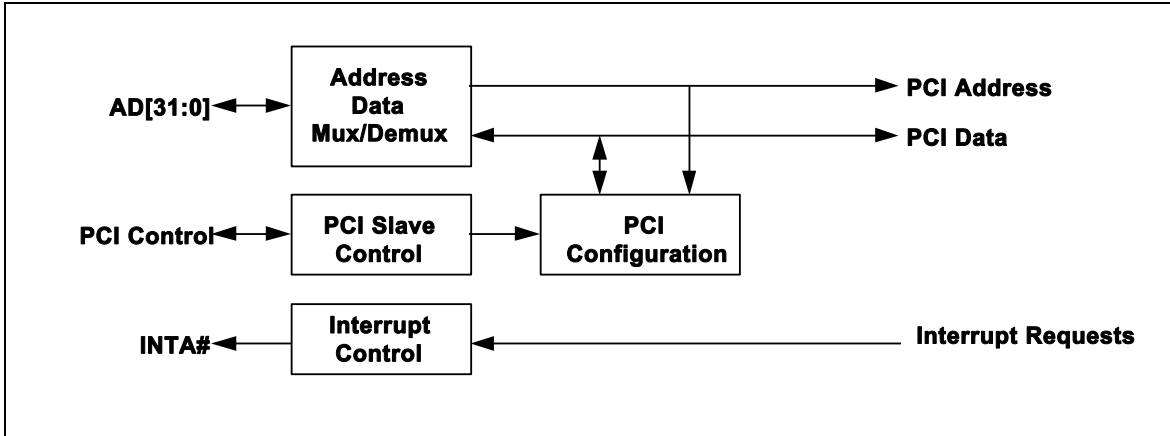 Address
Data
Mux/Demux
AD[31:0]
PCI Address
PCI Data
PCI Control
PCI Slave
Control
PCI
Configuration
INTA#
Interrupt
Control
Interrupt Requests